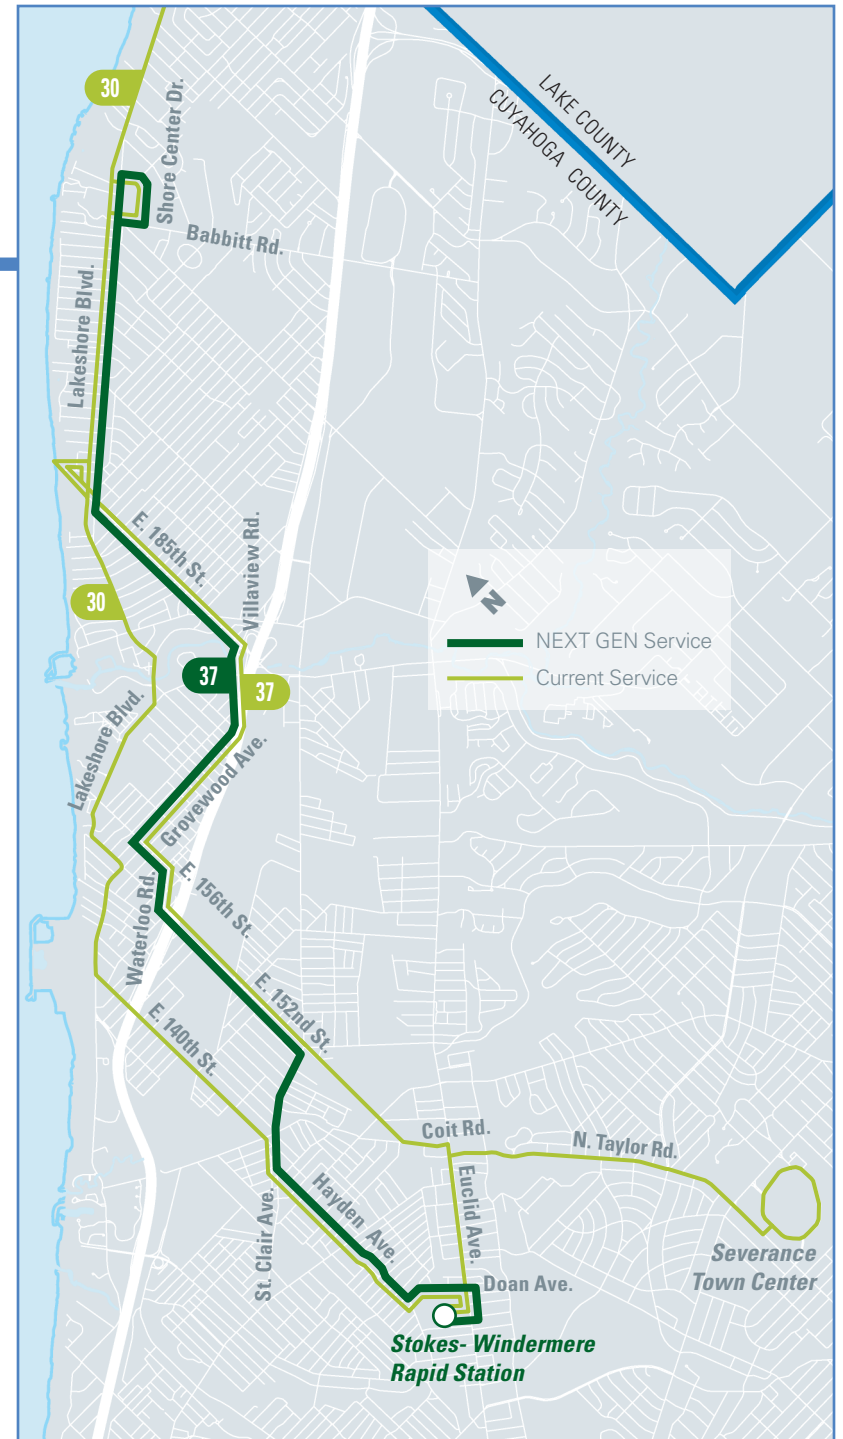 LAKE COUNTY
CUYAHOGA COUNTY
30
Shore Center Dr.
Babbitt Rd.
Lakeshore Blvd.
E. 185th St.
Villaview Rd.
N
NEXT GEN Service
Current Service
30
37
37
Lakeshore Blvd.
Grovewood Ave.
E. 156th St.
Waterloo Rd.
E. 152nd St.
E. 140th St.
Coit Rd.
N. Taylor Rd.
Euclid Ave.
Hayden Ave.
St. Clair Ave.
Severance
Town Center
Doan Ave.
Stokes- Windermere
Rapid Station